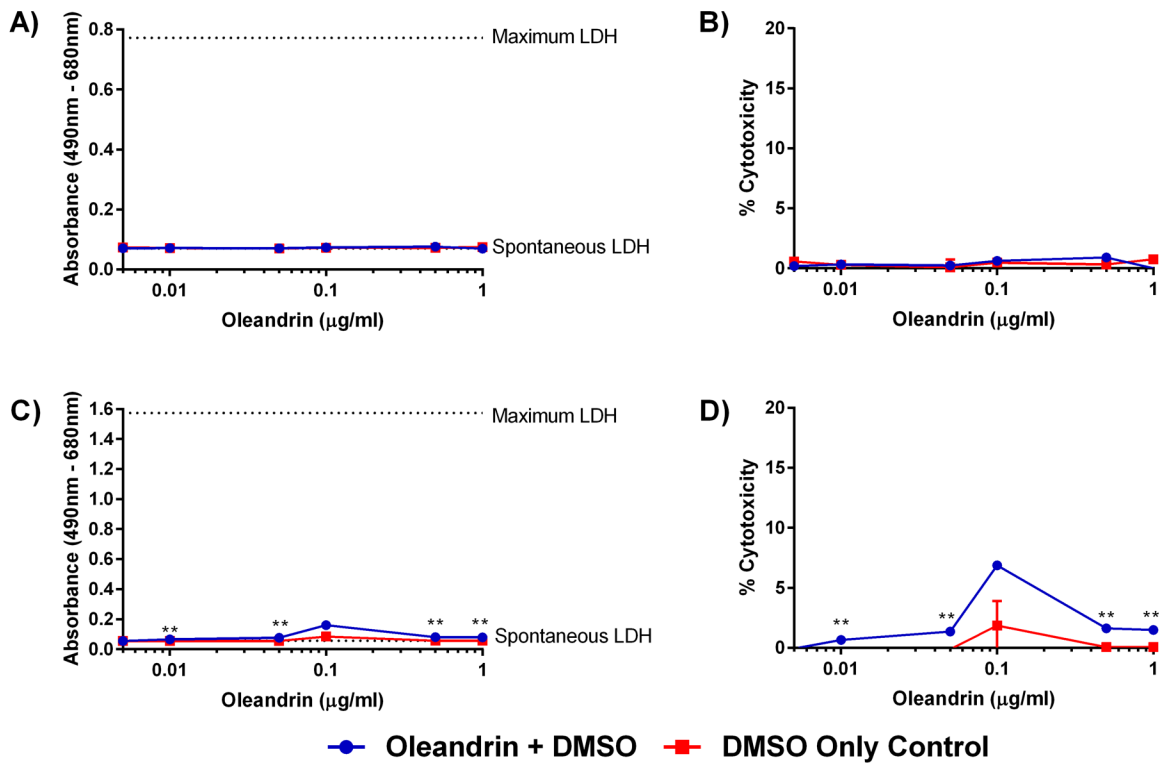 A)
Absorbance (490nm - 680nm)
0.8
0.6
0.4
0.2
0.0
Maximum LDH
Spontaneous LDH
0.01 0.1 1
Oleandrin (μg/ml)
B)
% Cytotoxicity
20
15
10
5
0
0.01 0.1 1
Oleandrin (μg/ml)
C)
Absorbance (490nm - 680nm)
1.6
1.4
1.2
1.0
0.8
0.6
0.4
0.2
0.0
Maximum LDH
** ** ** **
Spontaneous LDH
0.01 0.1 1
Oleandrin (μg/ml)
D)
% Cytotoxicity
20
15
10
5
0
** ** ** **
0.01 0.1 1
Oleandrin (μg/ml)
Oleandrin + DMSO DMSO Only Control